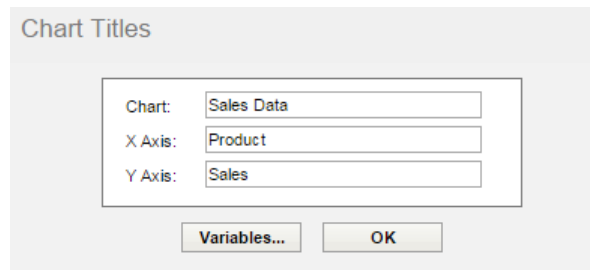 Chart Titles
Chart: Sales Data
X Axis: Product
Y Axis: Sales
Variables... OK